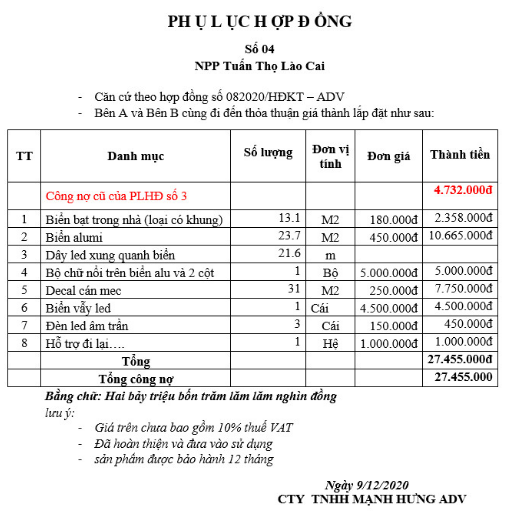 PHỤ LỤC HỢP ĐỒNG
Số 04
NPP Tuấn Thọ Lào Cai
- Căn cứ theo hợp đồng số 082020/HĐKT – ADV
- Bên A và Bên B cùng đi đến thỏa thuận giá thành lắp đặt như sau:
TT Danh mục Số lượng Đơn vị tính Đơn giá Thành tiền
Công nợ cũ của PLHĐ số 3 4.732.000đ
1 Biển bạt trong nhà (loại có khung) 13.1 M2 180.000đ 2.358.000đ
2 Biển alumi 23.7 M2 450.000đ 10.665.000đ
3 Dây led xung quanh biển 21.6 m
4 Bộ chữ nổi trên biển alu và 2 cột 1 Bộ 5.000.000đ 5.000.000đ
5 Decal cán mec 31 M2 250.000đ 7.750.000đ
6 Biển vẫy led 1 Cái 4.500.000đ 4.500.000đ
7 Đèn led âm trần 3 Cái 150.000đ 450.000đ
8 Hỗ trợ đi lại…. 1 Hệ 1.000.000đ 1.000.000đ
Tổng 27.455.000đ
Tổng công nợ 27.455.000
Bằng chữ: Hai bảy triệu bốn trăm lăm lăm nghìn đồng
lưu ý:
- Giá trên chưa bao gồm 10% thuế VAT
- Đã hoàn thiện và đưa vào sử dụng
- sản phẩm được bảo hành 12 tháng
Ngày 9/12/2020
CTY TNHH MẠNH HƯNG ADV